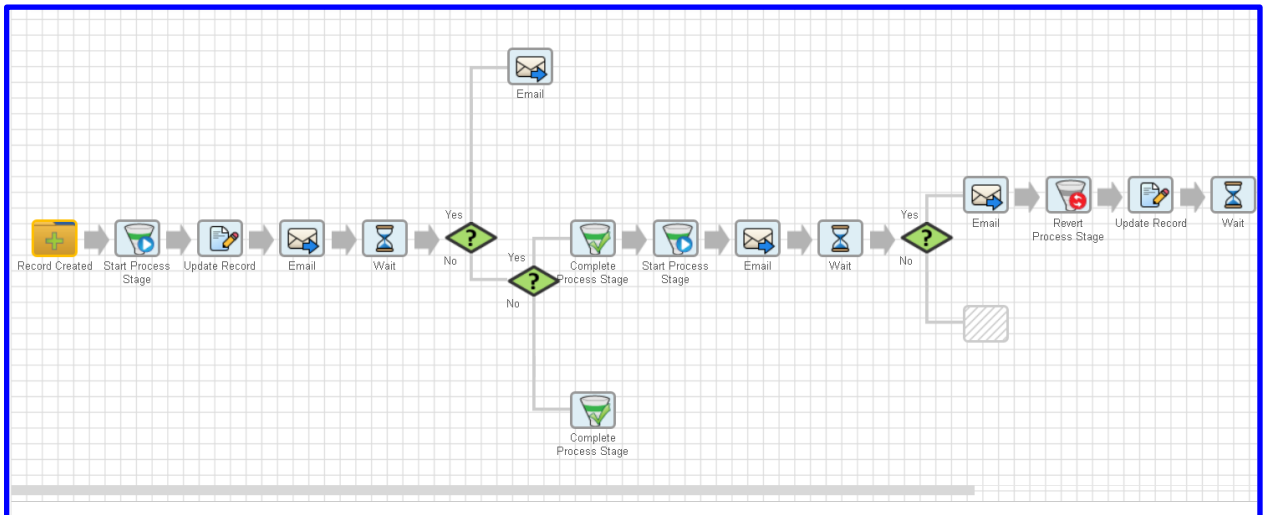 Email
Yes
No
Record Created
Start Process
Stage
Update Record
Email
Wait
Yes
No
Complete
Process Stage
Start Process
Stage
Email
Wait
Yes
No
Email
Revert
Process Stage
Update Record
Wait
Complete
Process Stage